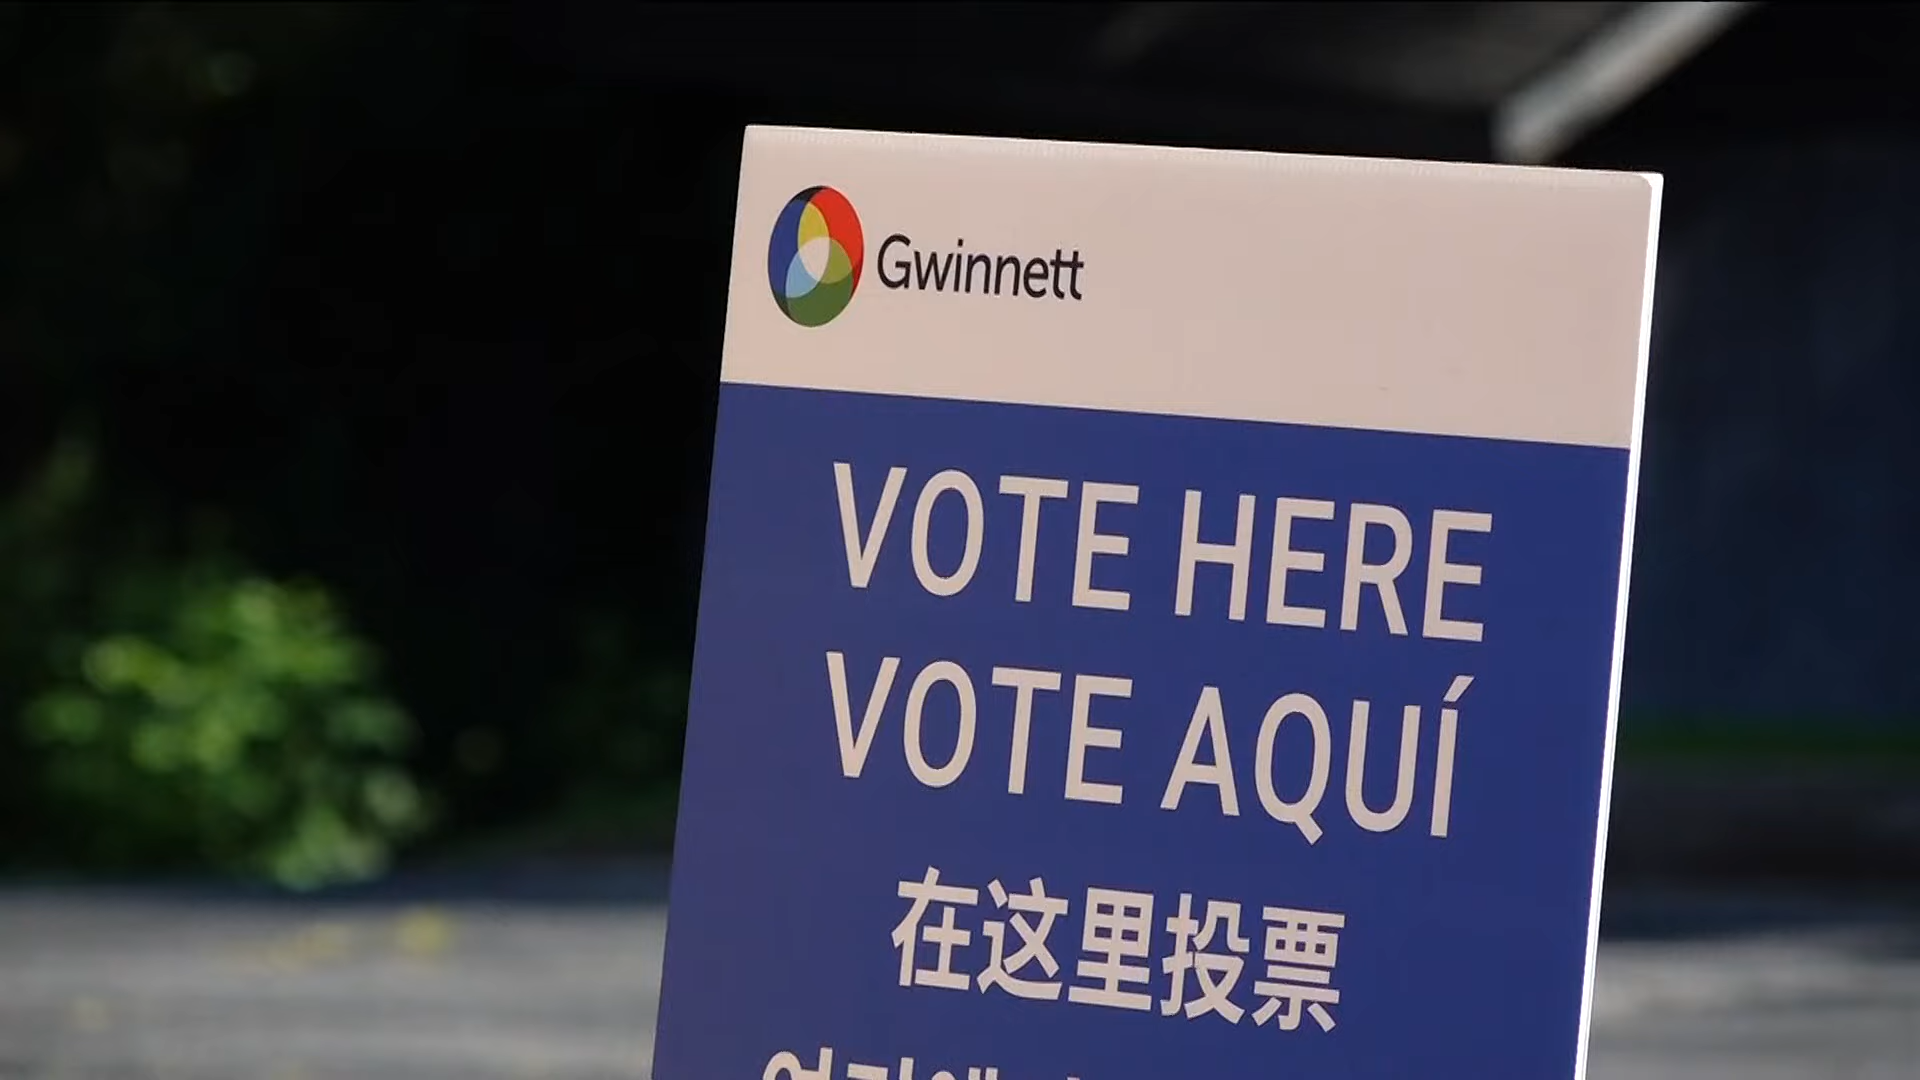 Gwinnett
VOTE HERE
VOTE AQUÍ
在这里投票